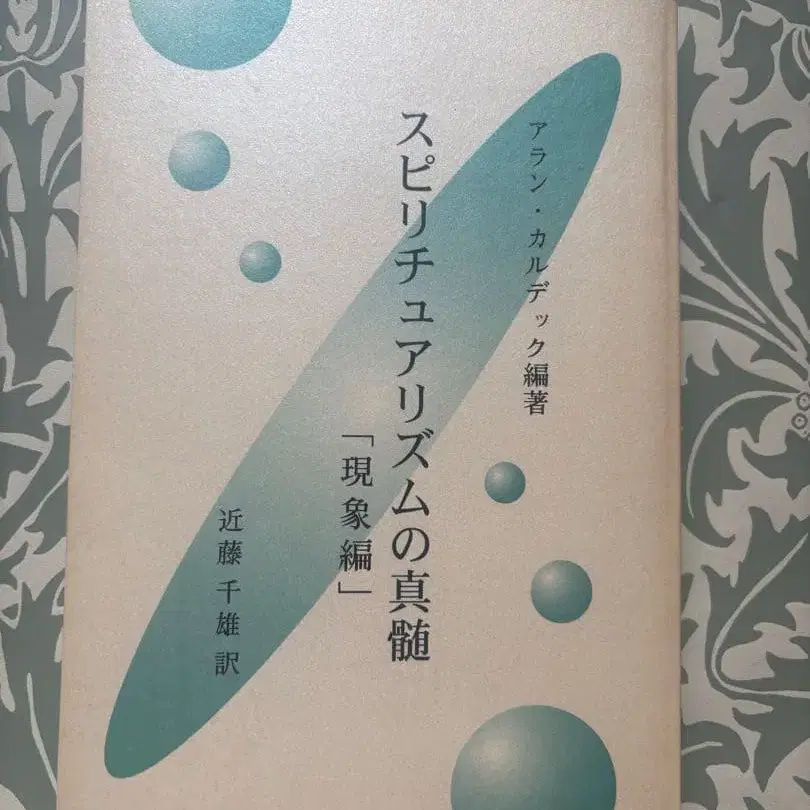 アラン・カルデック編著
スピリチュアリズムの真髄
「現象編」
近藤千雄訳